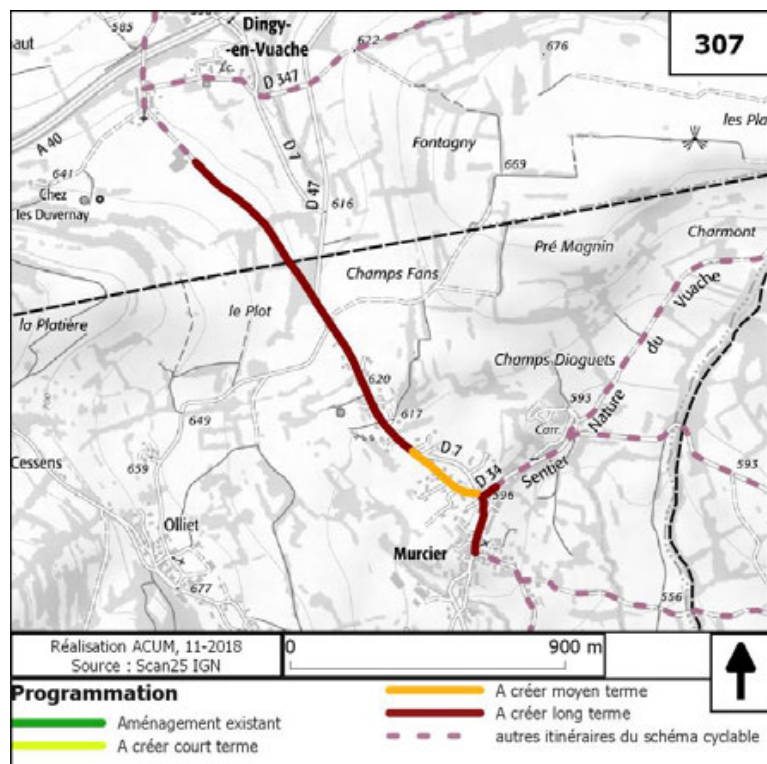 585
Dingy-
-en-Vuache
307
622
676
D 347
A 40
D 7
Fontagny
les Pla
641
669
Chez
les Duvernay
D 47
616
Charmont
Pré Magnin
Champs Fans
la Platière
le Plot
Vuache
du
Champs Dioguets
620
593
617
Nature
649
Carr.
D 7
D 34
Sentier
Cessens
659
593
596
Olliet
Murcier
677
556
Réalisation ACUM, 11-2018
Source : Scan25 IGN
0
900 m
Programmation
Aménagement existant
A créer court terme
A créer moyen terme
A créer long terme
autres itinéraires du schéma cyclable